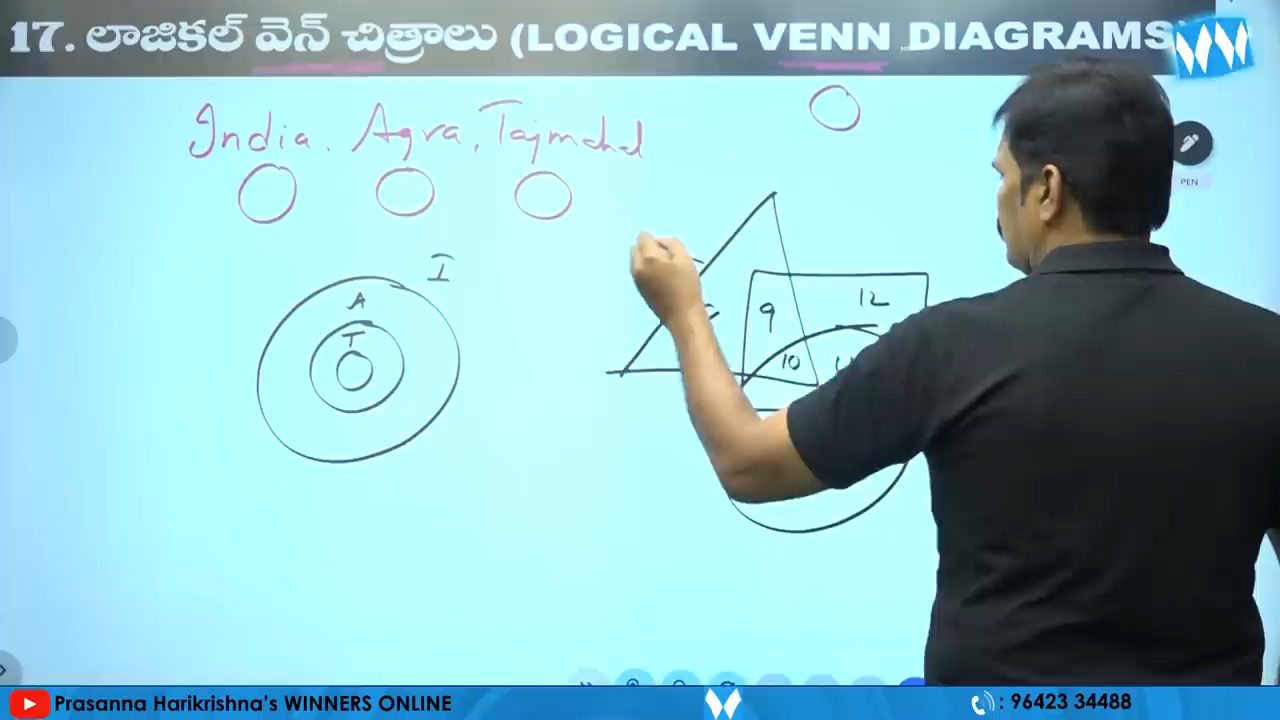 17. లాజికల్ వెన్ చిత్రాలు (LOGICAL VENN DIAGRAMS)
India. Agra, Tajmahal
PEN
I
A
T
9
12
10
Prasanna Harikrishna's WINNERS ONLINE
: 96423 34488